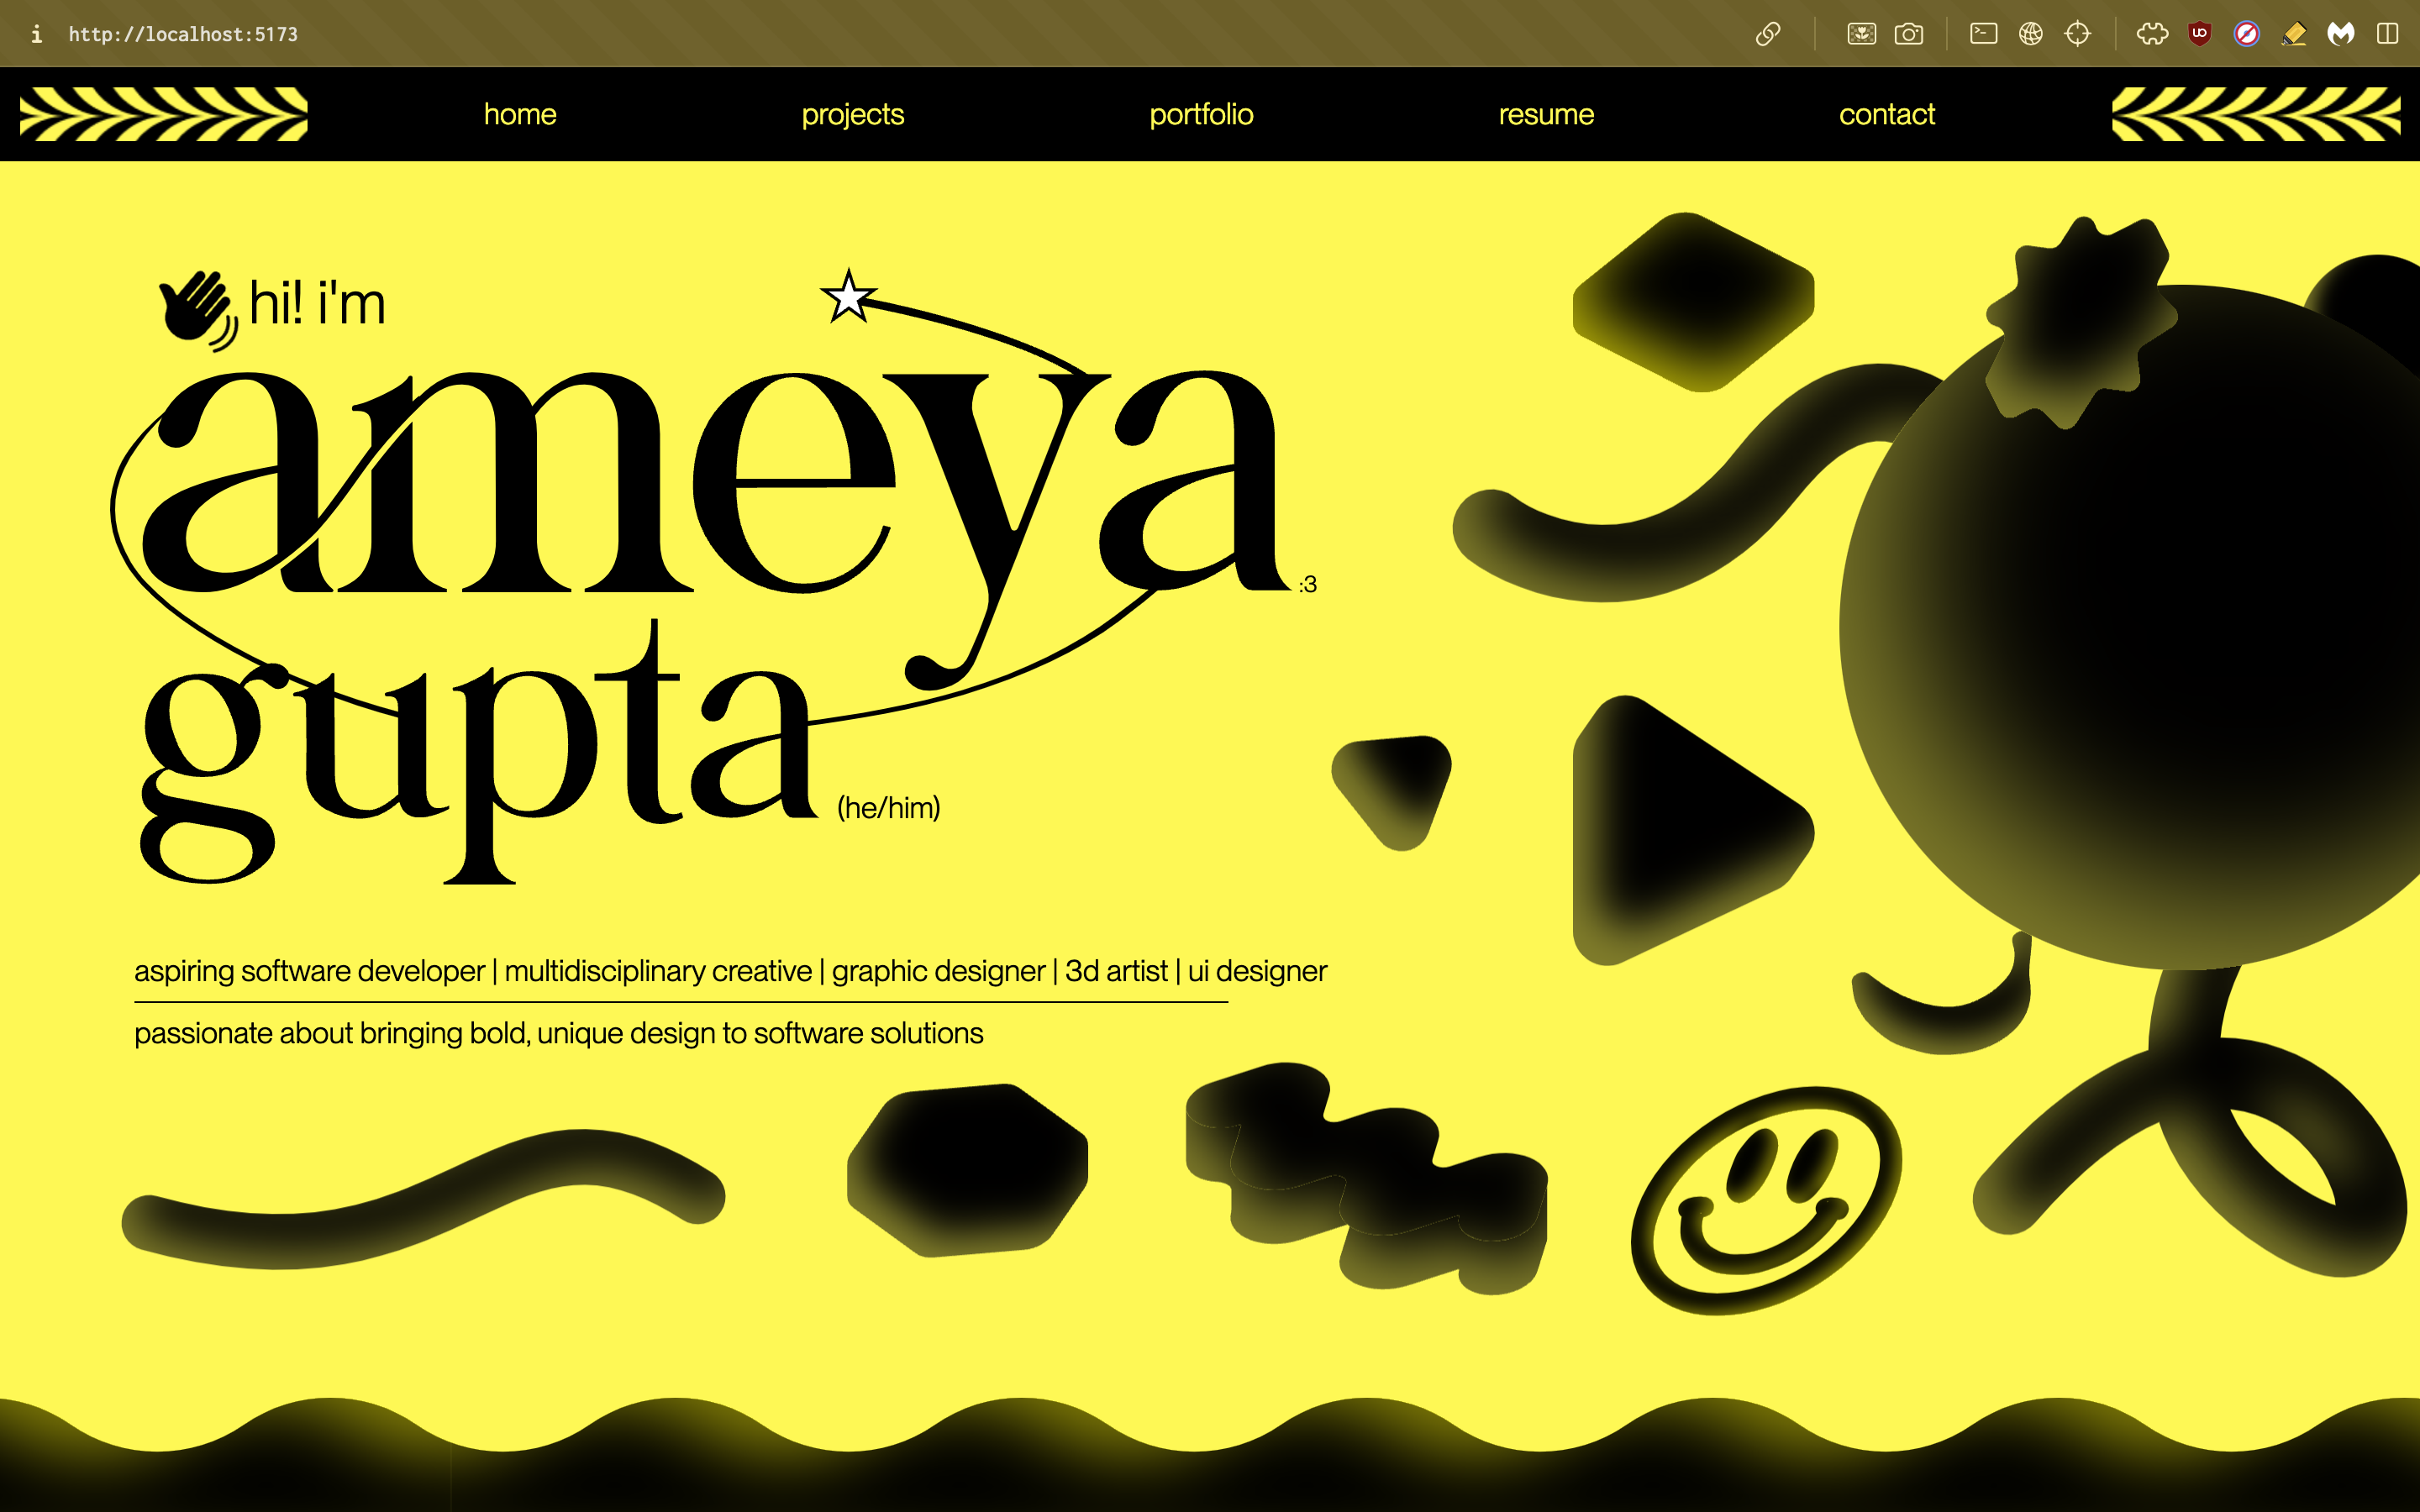 i http://localhost:5173
home projects portfolio resume contact
hi! i'm
ameya :3
gupta (he/him)
aspiring software developer | multidisciplinary creative | graphic designer | 3d artist | ui designer
passionate about bringing bold, unique design to software solutions